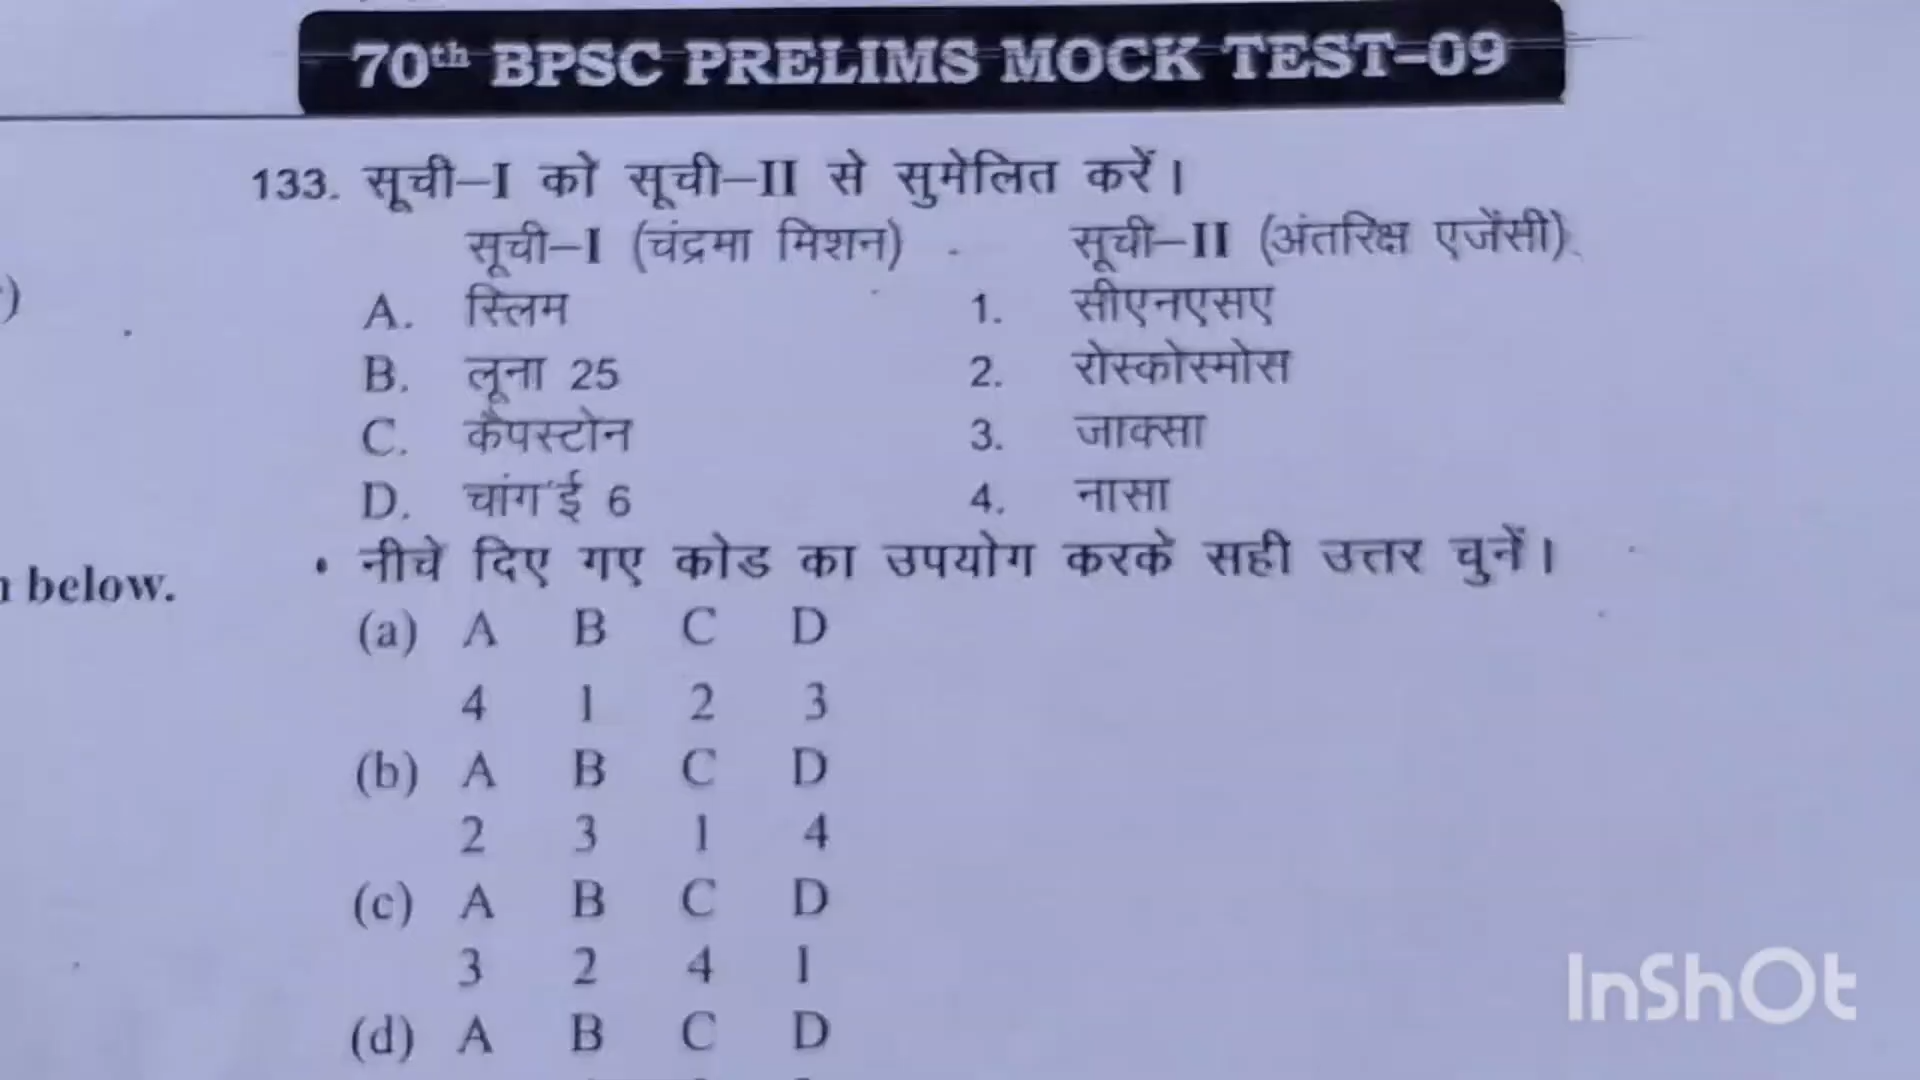 70th BPSC PRELIMS MOCK TEST-09
133. सूची-I को सूची-II से सुमेलित करें।
सूची-I (चंद्रमा मिशन) सूची-II (अंतरिक्ष एजेंसी)
A. स्लिम 1. सीएनएसए
B. लूना 25 2. रोस्कोस्मोस
C. कैपस्टोन 3. जाक्सा
D. चांग'ई 6 4. नासा
below. • नीचे दिए गए कोड का उपयोग करके सही उत्तर चुनें।
(a) A B C D
4 1 2 3
(b) A B C D
2 3 1 4
(c) A B C D
3 2 4 1
(d) A B C D
InShOt